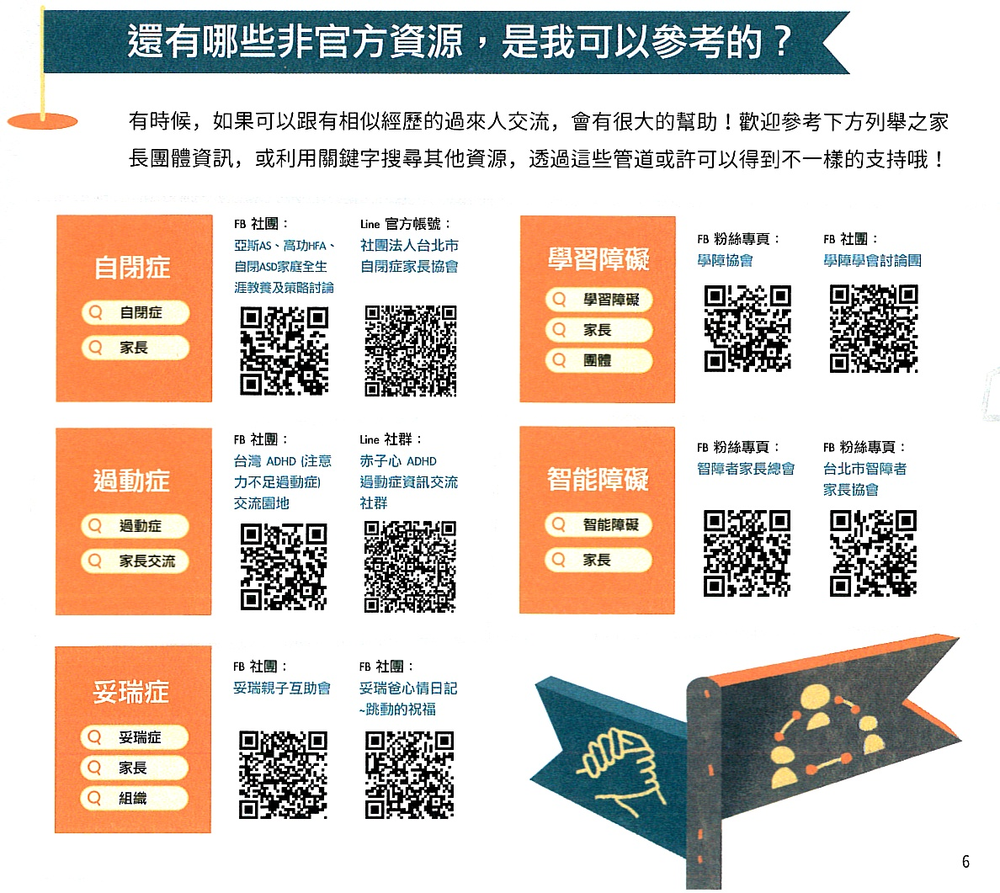 還有哪些非官方資源，是我可以參考的？
有時候，如果可以跟有相似經歷的過來人交流，會有很大的幫助！歡迎參考下方列舉之家
長團體資訊，或利用關鍵字搜尋其他資源，透過這些管道或許可以得到不一樣的支持哦！
自閉症
自閉症
家長
FB 社團：
亞斯AS、高功HFA、
自閉ASD家庭全生
涯教養及策略討論
Line 官方帳號：
社團法人台北市
自閉症家長協會
學習障礙
學習障礙
家長
團體
FB 粉絲專頁：
學障協會
FB 社團：
學障學會討論團
過動症
過動症
家長交流
FB 社團：
台灣 ADHD (注意
力不足過動症)
交流園地
Line 社群：
赤子心 ADHD
過動症資訊交流
社群
智能障礙
智能障礙
家長
FB 粉絲專頁：
智障者家長總會
FB 粉絲專頁：
台北市智障者
家長協會
妥瑞症
妥瑞症
家長
組織
FB 社團：
妥瑞親子互助會
FB 社團：
妥瑞爸心情日記
~跳動的祝福
6